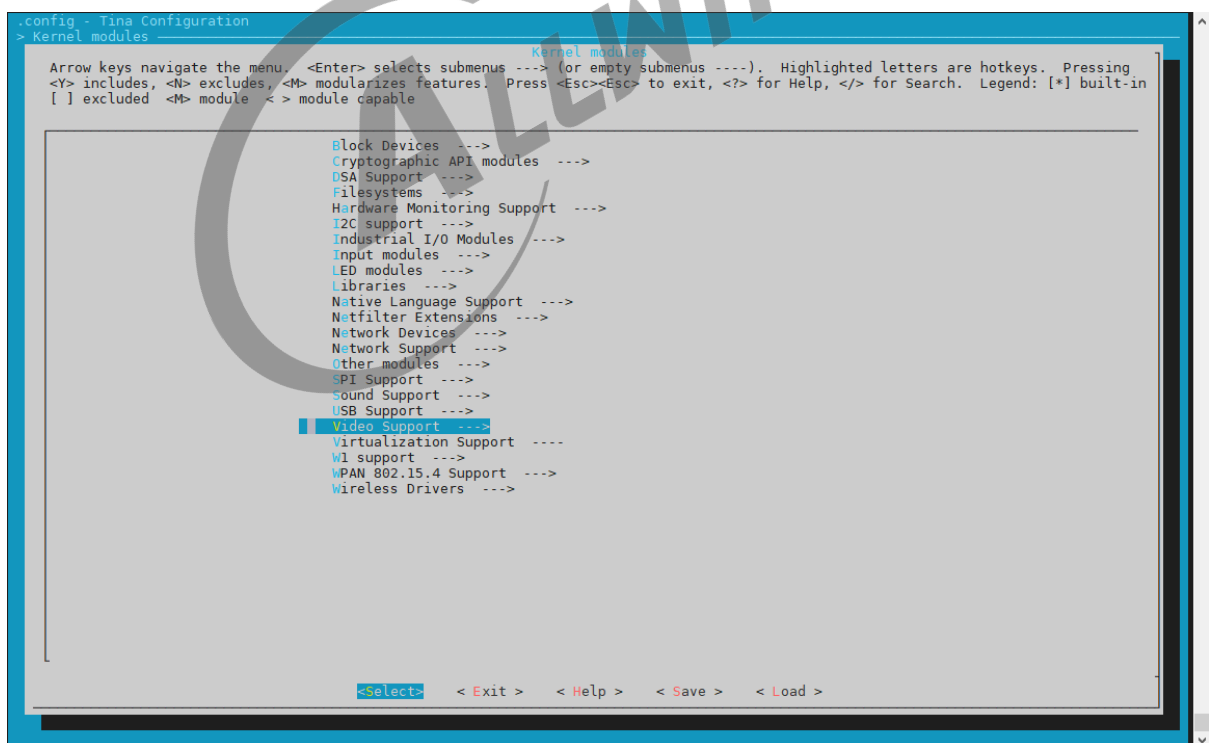 .config - Tina Configuration
> Kernel modules
Kernel modules
Arrow keys navigate the menu. <Enter> selects submenus ---> (or empty submenus ----). Highlighted letters are hotkeys. Pressing
<Y> includes, <N> excludes, <M> modularizes features. Press <Esc><Esc> to exit, <?> for Help, </> for Search. Legend: [*] built-in
[ ] excluded <M> module < > module capable
Block Devices --->
Cryptographic API modules --->
DSA Support --->
Filesystems --->
Hardware Monitoring Support --->
I2C support --->
Industrial I/O Modules --->
Input modules --->
LED modules --->
Libraries --->
Native Language Support --->
Netfilter Extensions --->
Network Devices --->
Network Support --->
Other modules --->
SPI Support --->
Sound Support --->
USB Support --->
Video Support --->
Virtualization Support ----
W1 support --->
WPAN 802.15.4 Support --->
Wireless Drivers --->
<Select> < Exit > < Help > < Save > < Load >